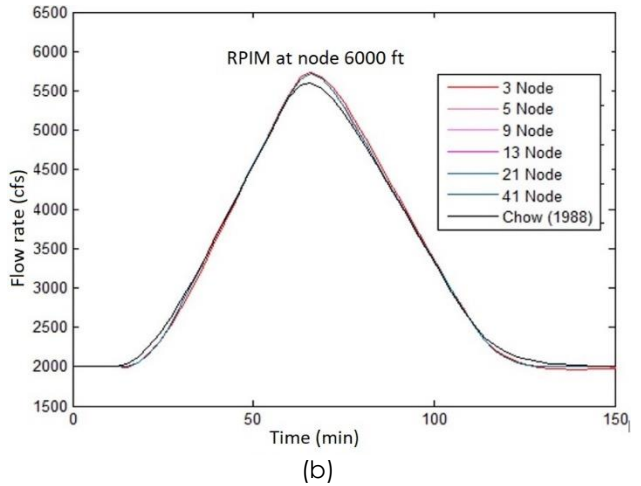 6500
6000
5500
5000
4500
4000
3500
3000
2500
2000
1500
Flow rate (cfs)
RPIM at node 6000 ft
3 Node
5 Node
9 Node
13 Node
21 Node
41 Node
Chow (1988)
0
50
100
150
Time (min)
(b)